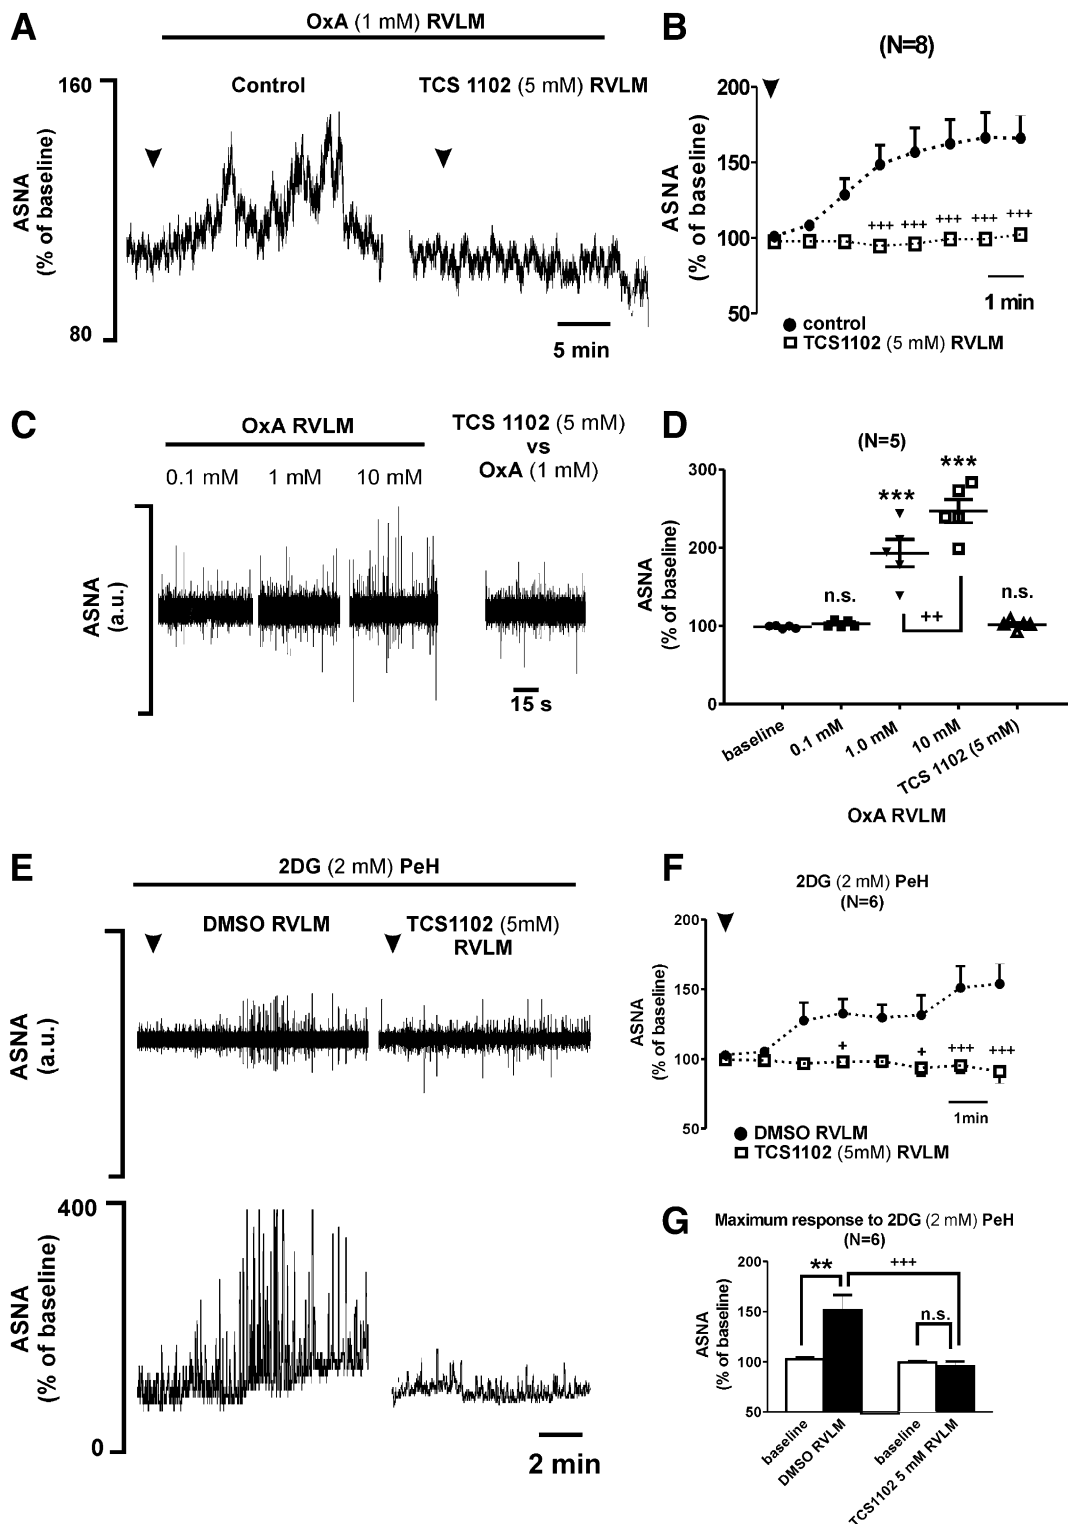 A
OxA (1 mM) RVLM
160
Control
TCS 1102 (5 mM) RVLM
ASNA
(% of baseline)
80
5 min
B
(N=8)
200
150
100
50
ASNA
(% of baseline)
+++ +++ +++ +++ +++
1 min
control
TCS1102 (5 mM) RVLM
C
OxA RVLM
0.1 mM 1 mM 10 mM
TCS 1102 (5 mM)
vs
OxA (1 mM)
ASNA
(a.u.)
15 s
D
(N=5)
300
200
100
0
ASNA
(% of baseline)
n.s.
***
***
++
n.s.
baseline
0.1 mM
1.0 mM
10 mM
TCS 1102 (5 mM)
OxA RVLM
E
2DG (2 mM) PeH
DMSO RVLM
TCS1102 (5mM)
RVLM
ASNA
(a.u.)
400
ASNA
(% of baseline)
0
2 min
F
2DG (2 mM) PeH
(N=6)
200
150
100
50
ASNA
(% of baseline)
+ + +++ +++
1min
DMSO RVLM
TCS1102 (5mM) RVLM
G
Maximum response to 2DG (2 mM) PeH
(N=6)
200
150
100
50
ASNA
(% of baseline)
**
+++
n.s.
baseline
DMSO RVLM
baseline
TCS1102 5 mM RVLM